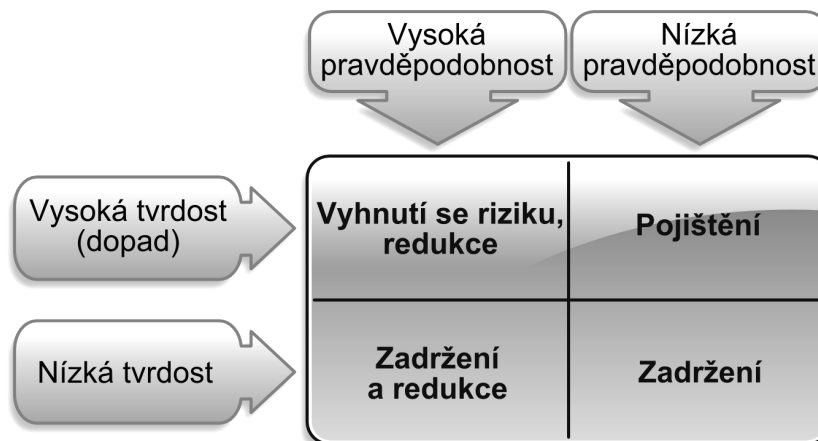 Vysoká
pravděpodobnost
Nízká
pravděpodobnost
Vysoká tvrdost
(dopad)
Vyhnutí se riziku,
redukce
Pojištění
Nízká tvrdost
Zadržení
a redukce
Zadržení